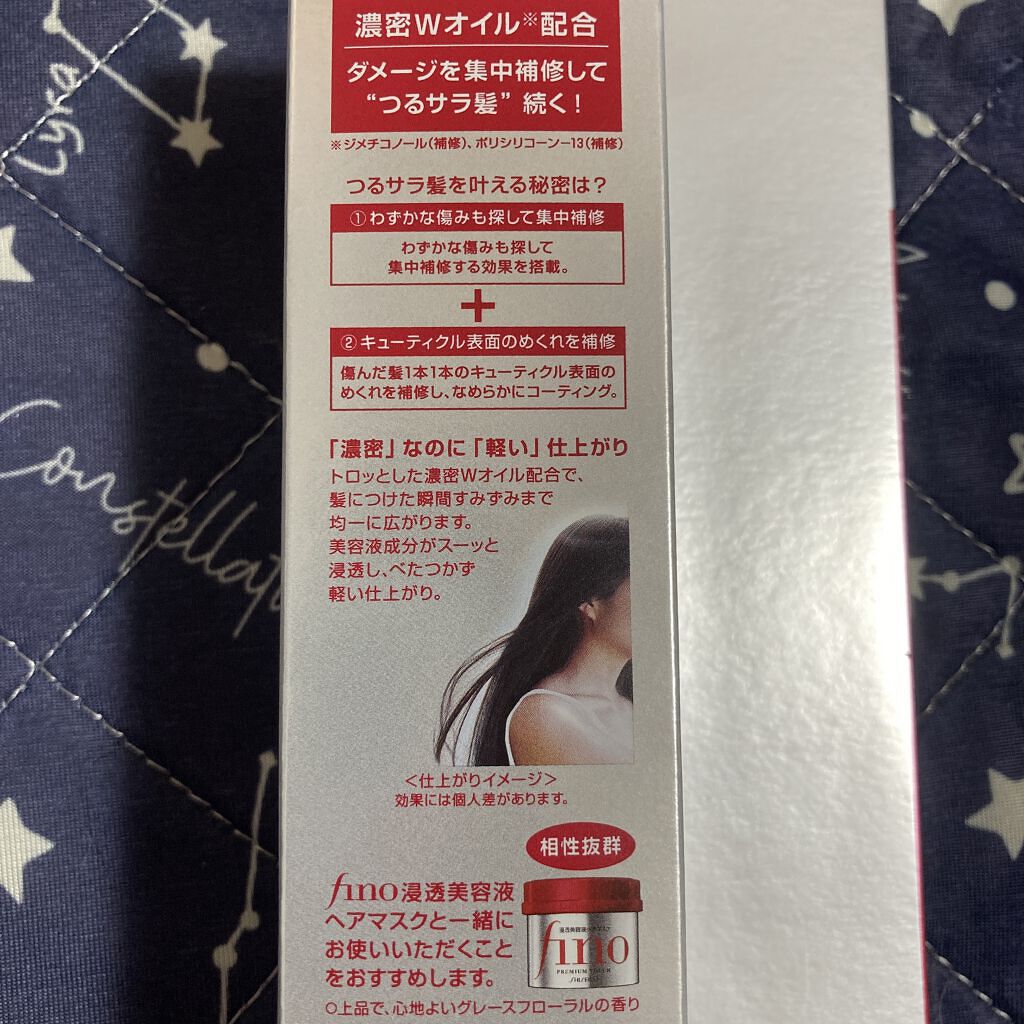 濃密Wオイル※配合
ダメージを集中補修して
“つるサラ髪” 続く！
※ジメチコノール（補修）、ポリシリコーン−13（補修）
つるサラ髪を叶える秘密は？
①わずかな傷みも探して集中補修
わずかな傷みも探して
集中補修する効果を搭載。
+
②キューティクル表面のめくれを補修
傷んだ髪1本1本のキューティクル表面の
めくれを補修し、なめらかにコーティング。
「濃密」なのに「軽い」仕上がり
トロッとした濃密Wオイル配合で、
髪につけた瞬間すみずみまで
均一に広がります。
美容液成分がスーッと
浸透し、べたつかず
軽い仕上がり。
＜仕上がりイメージ＞
効果には個人差があります。
相性抜群
fino浸透美容液
ヘアマスクと一緒に
お使いいただくこと
をおすすめします。
浸透美容液ヘアマスク
fino
PREMIUM TOUCH
SHISEIDO
○上品で、心地よいグレースフローラルの香り
Lyra
Constellat